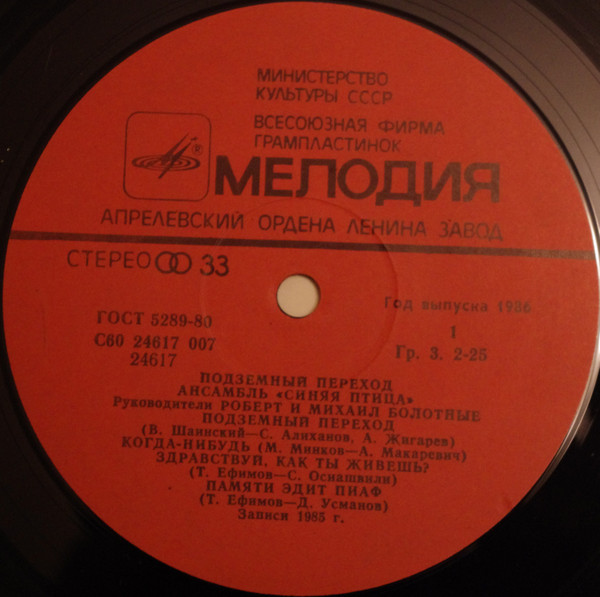 МИНИСТЕРСТВО
КУЛЬТУРЫ СССР
ВСЕСОЮЗНАЯ ФИРМА
ГРАМПЛАСТИНОК
®
МЕЛОДИЯ
АПРЕЛЕВСКИЙ ОРДЕНА ЛЕНИНА ЗАВОД
СТЕРЕО 33
ГОСТ 5289-80
С60 24617 007
24617
Год выпуска 1986
1
Гр. 3. 2-25
ПОДЗЕМНЫЙ ПЕРЕХОД
АНСАМБЛЬ «СИНЯЯ ПТИЦА»
Руководители РОБЕРТ И МИХАИЛ БОЛОТНЫЕ
ПОДЗЕМНЫЙ ПЕРЕХОД
(В. Шаинский—С. Алиханов, А. Жигарев)
КОГДА-НИБУДЬ (М. Минков—А. Макаревич)
ЗДРАВСТВУЙ, КАК ТЫ ЖИВЕШЬ?
(Т. Ефимов—С. Осиашвили)
ПАМЯТИ ЭДИТ ПИАФ
(Т. Ефимов—Д. Усманов)
Записи 1985 г.